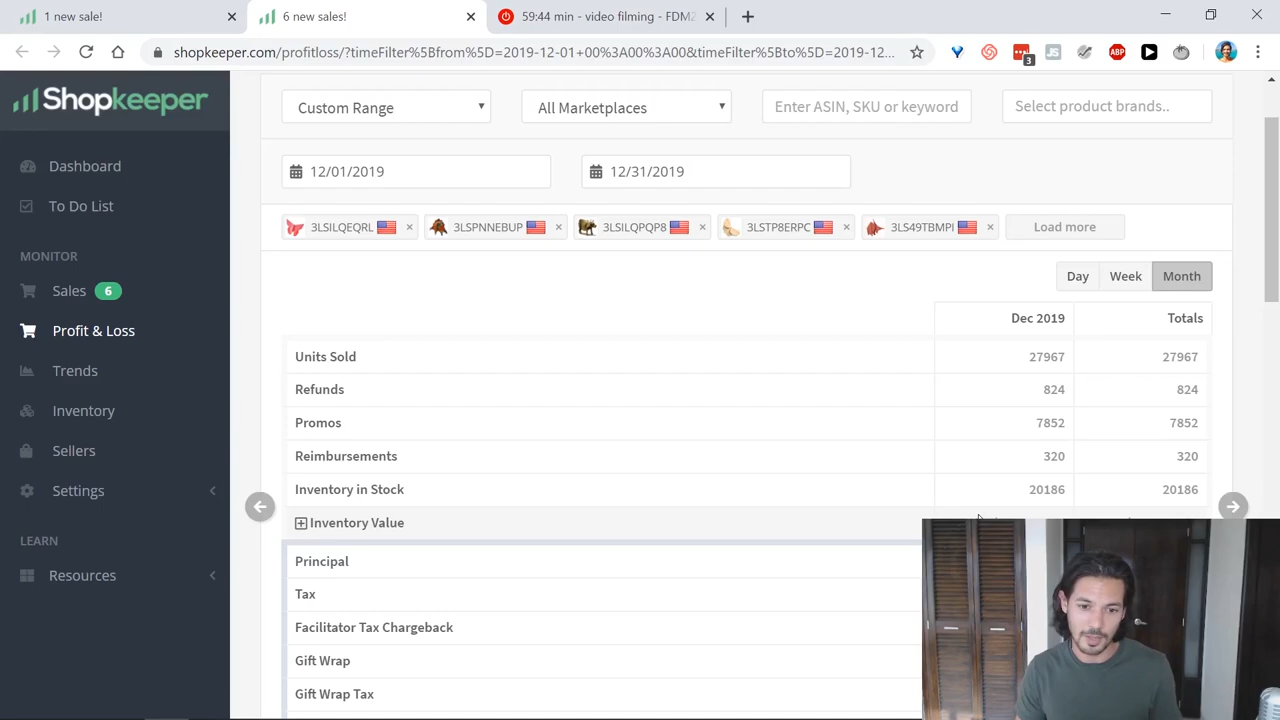 1 new sale!
6 new sales!
59:44 min - video filming - FDM2
shopkeeper.com/profitloss/?timeFilter%5Bfrom%5D=2019-12-01+00%3A00%3A00&timeFilter%5Bto%5D=2019-12...
3
JS
ABP
Shopkeeper
Custom Range
All Marketplaces
Enter ASIN, SKU or keyword
Select product brands..
Dashboard
To Do List
12/01/2019
12/31/2019
3LSILQEQRL
3LSPNNEBUP
3LSILQPQP8
3LSTP8ERPC
3LS49TBMPI
Load more
MONITOR
Sales 6
Profit & Loss
Trends
Inventory
Sellers
Settings
LEARN
Resources
Day Week Month
Dec 2019 Totals
Units Sold 27967 27967
Refunds 824 824
Promos 7852 7852
Reimbursements 320 320
Inventory in Stock 20186 20186
Inventory Value
Principal
Tax
Facilitator Tax Chargeback
Gift Wrap
Gift Wrap Tax